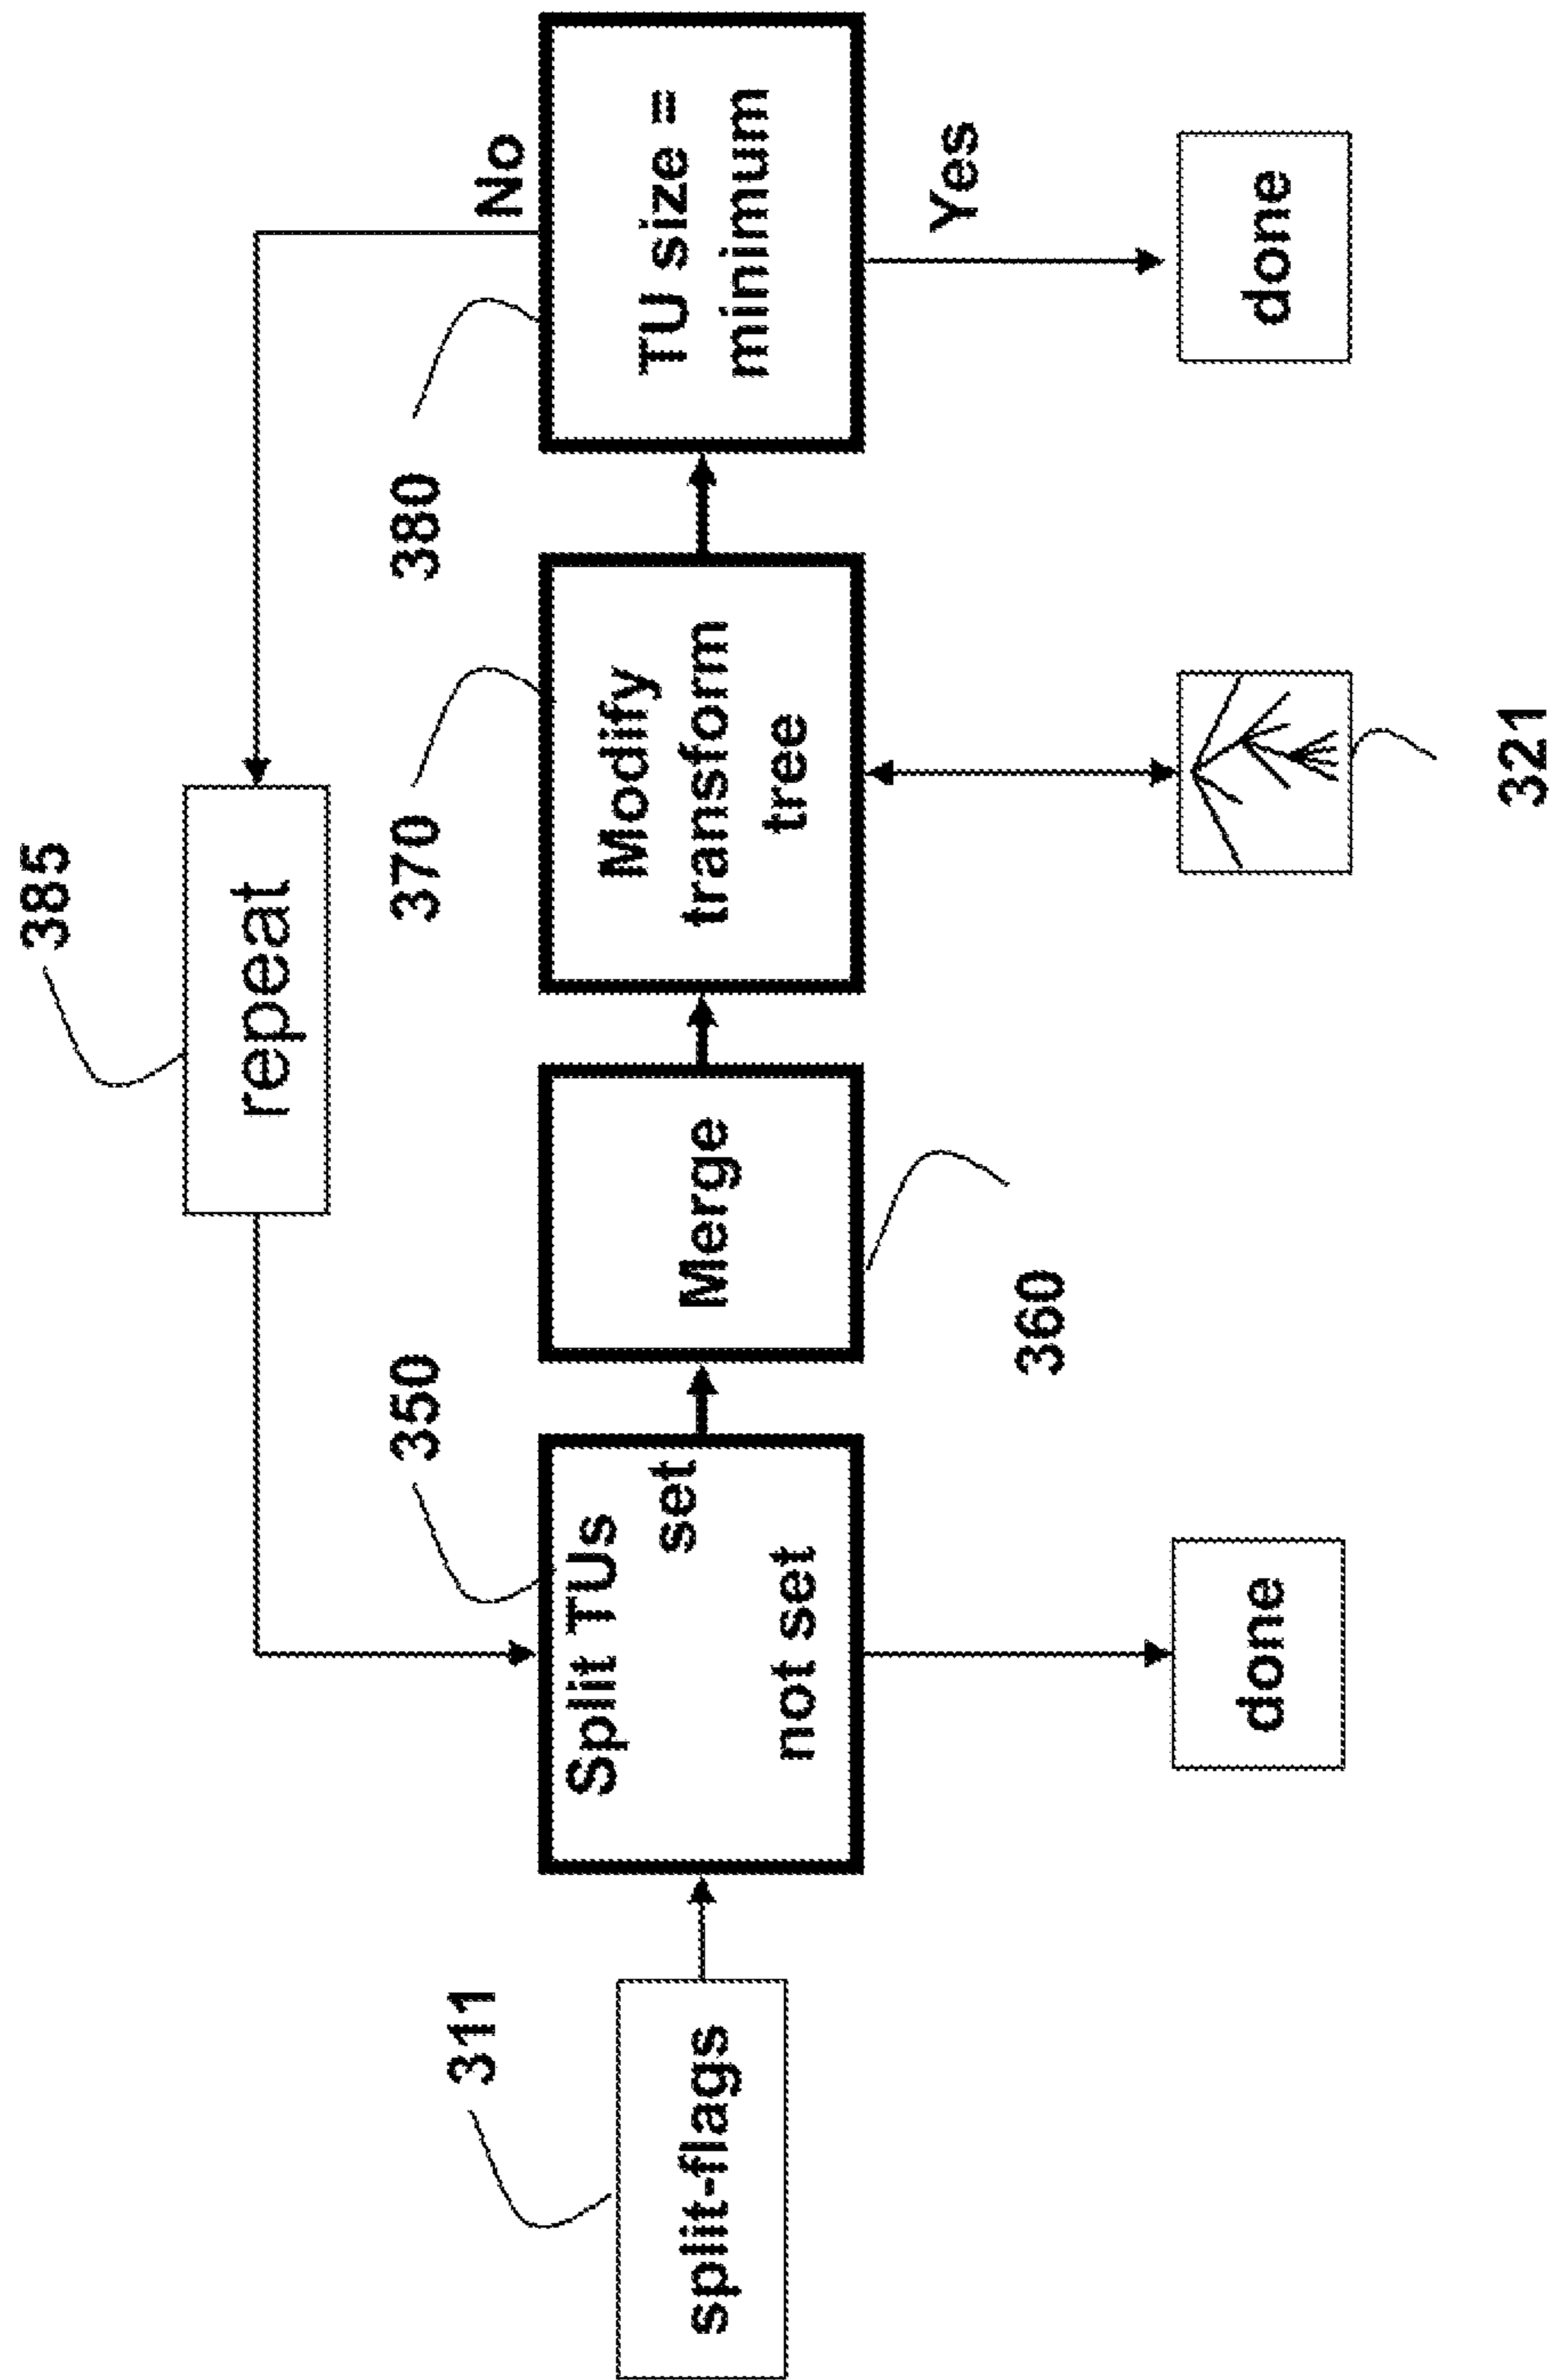 385
repeat
No
311
350
370
380
split-flags
Split TUs
set
not set
Merge
Modify
transform
tree
TU size =
minimum
360
Yes
done
321
done